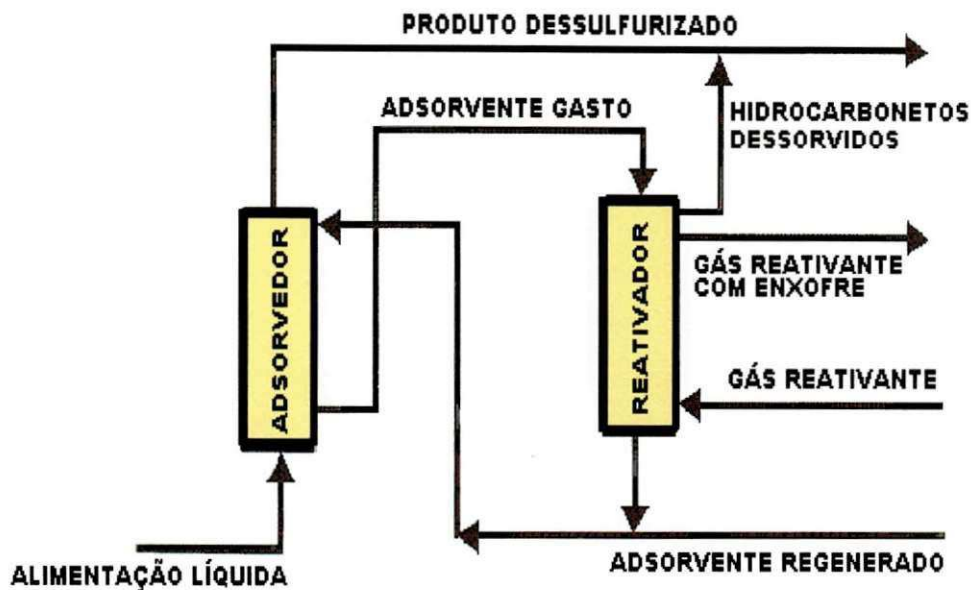 PRODUTO DESSULFURIZADO
ADSORVENTE GASTO
HIDROCARBONETOS
DESSORVIDOS
ADSORVEDOR
REATIVADOR
GÁS REATIVANTE
COM ENXOFRE
GÁS REATIVANTE
ADSORVENTE REGENERADO
ALIMENTAÇÃO LÍQUIDA